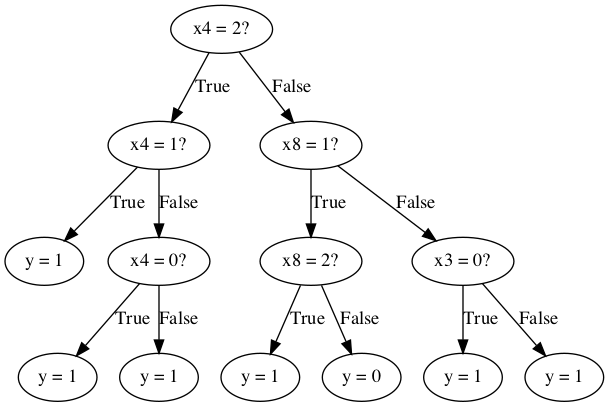 x4 = 2?
True
False
x4 = 1?
x8 = 1?
True
False
True
False
y = 1
x4 = 0?
x8 = 2?
x3 = 0?
True
False
True
False
True
False
y = 1
y = 1
y = 1
y = 0
y = 1
y = 1